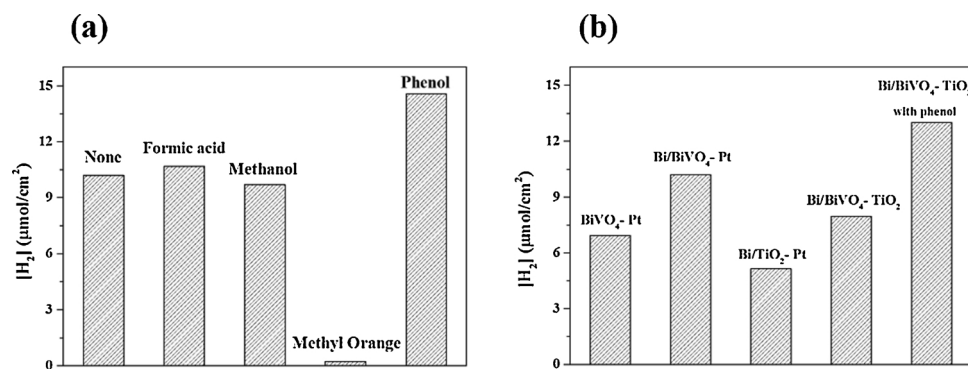 (a)
(b)
[H₂] (μmol/cm²)
15
12
9
6
3
0
None
Formic acid
Methanol
Methyl Orange
Phenol
[H₂] (μmol/cm²)
15
12
9
6
3
0
BiVO₄- Pt
Bi/BiVO₄- Pt
Bi/TiO₂- Pt
Bi/BiVO₄- TiO₂
Bi/BiVO₄- TiO₂
with phenol